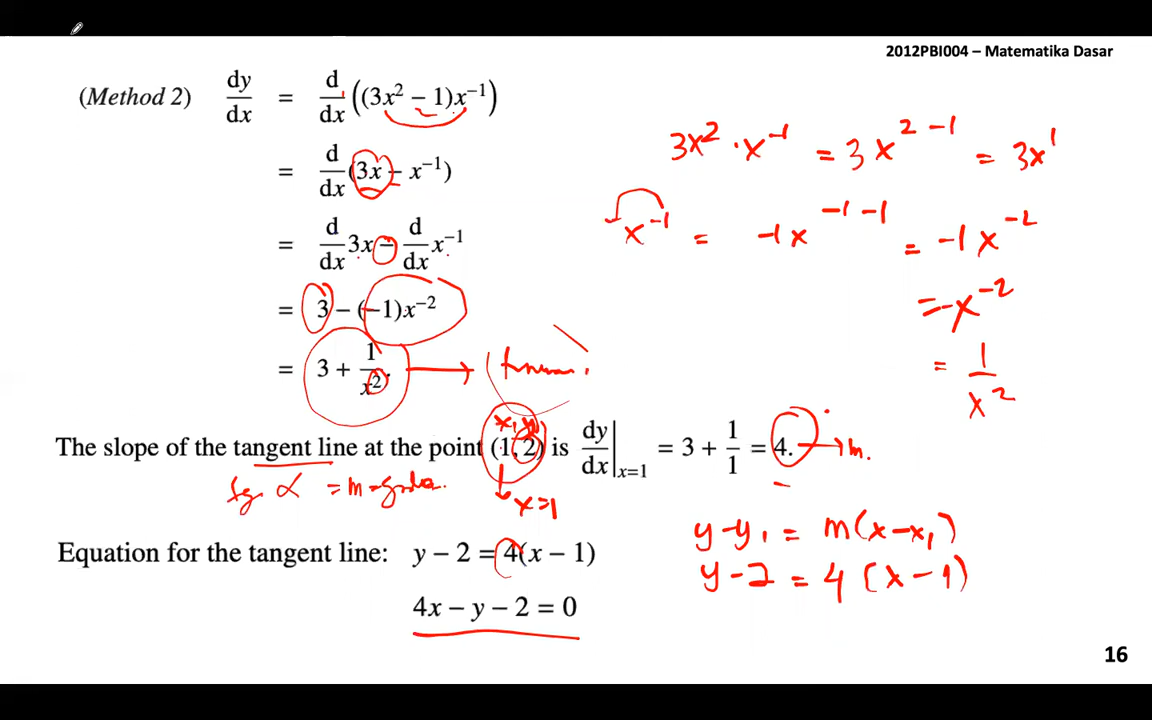 2012PBI004 – Matematika Dasar
(Method 2) dy/dx = d/dx((3x² − 1)x⁻¹)
= d/dx(3x − x⁻¹)
= d/dx 3x − d/dx x⁻¹
= 3 − (−1)x⁻²
= 3 + 1/x².
3x² · x⁻¹ = 3x²⁻¹ = 3x¹
x⁻¹ = -1x⁻¹⁻¹ = -1x⁻²
= -x⁻²
= 1/x²
x, y
The slope of the tangent line at the point (1, 2) is dy/dx|x=1 = 3 + 1/1 = 4. → m.
α = m =
x=1
y-y₁ = m(x-x₁)
Equation for the tangent line: y − 2 = 4(x − 1)
y-2 = 4(x-1)
4x − y − 2 = 0
16